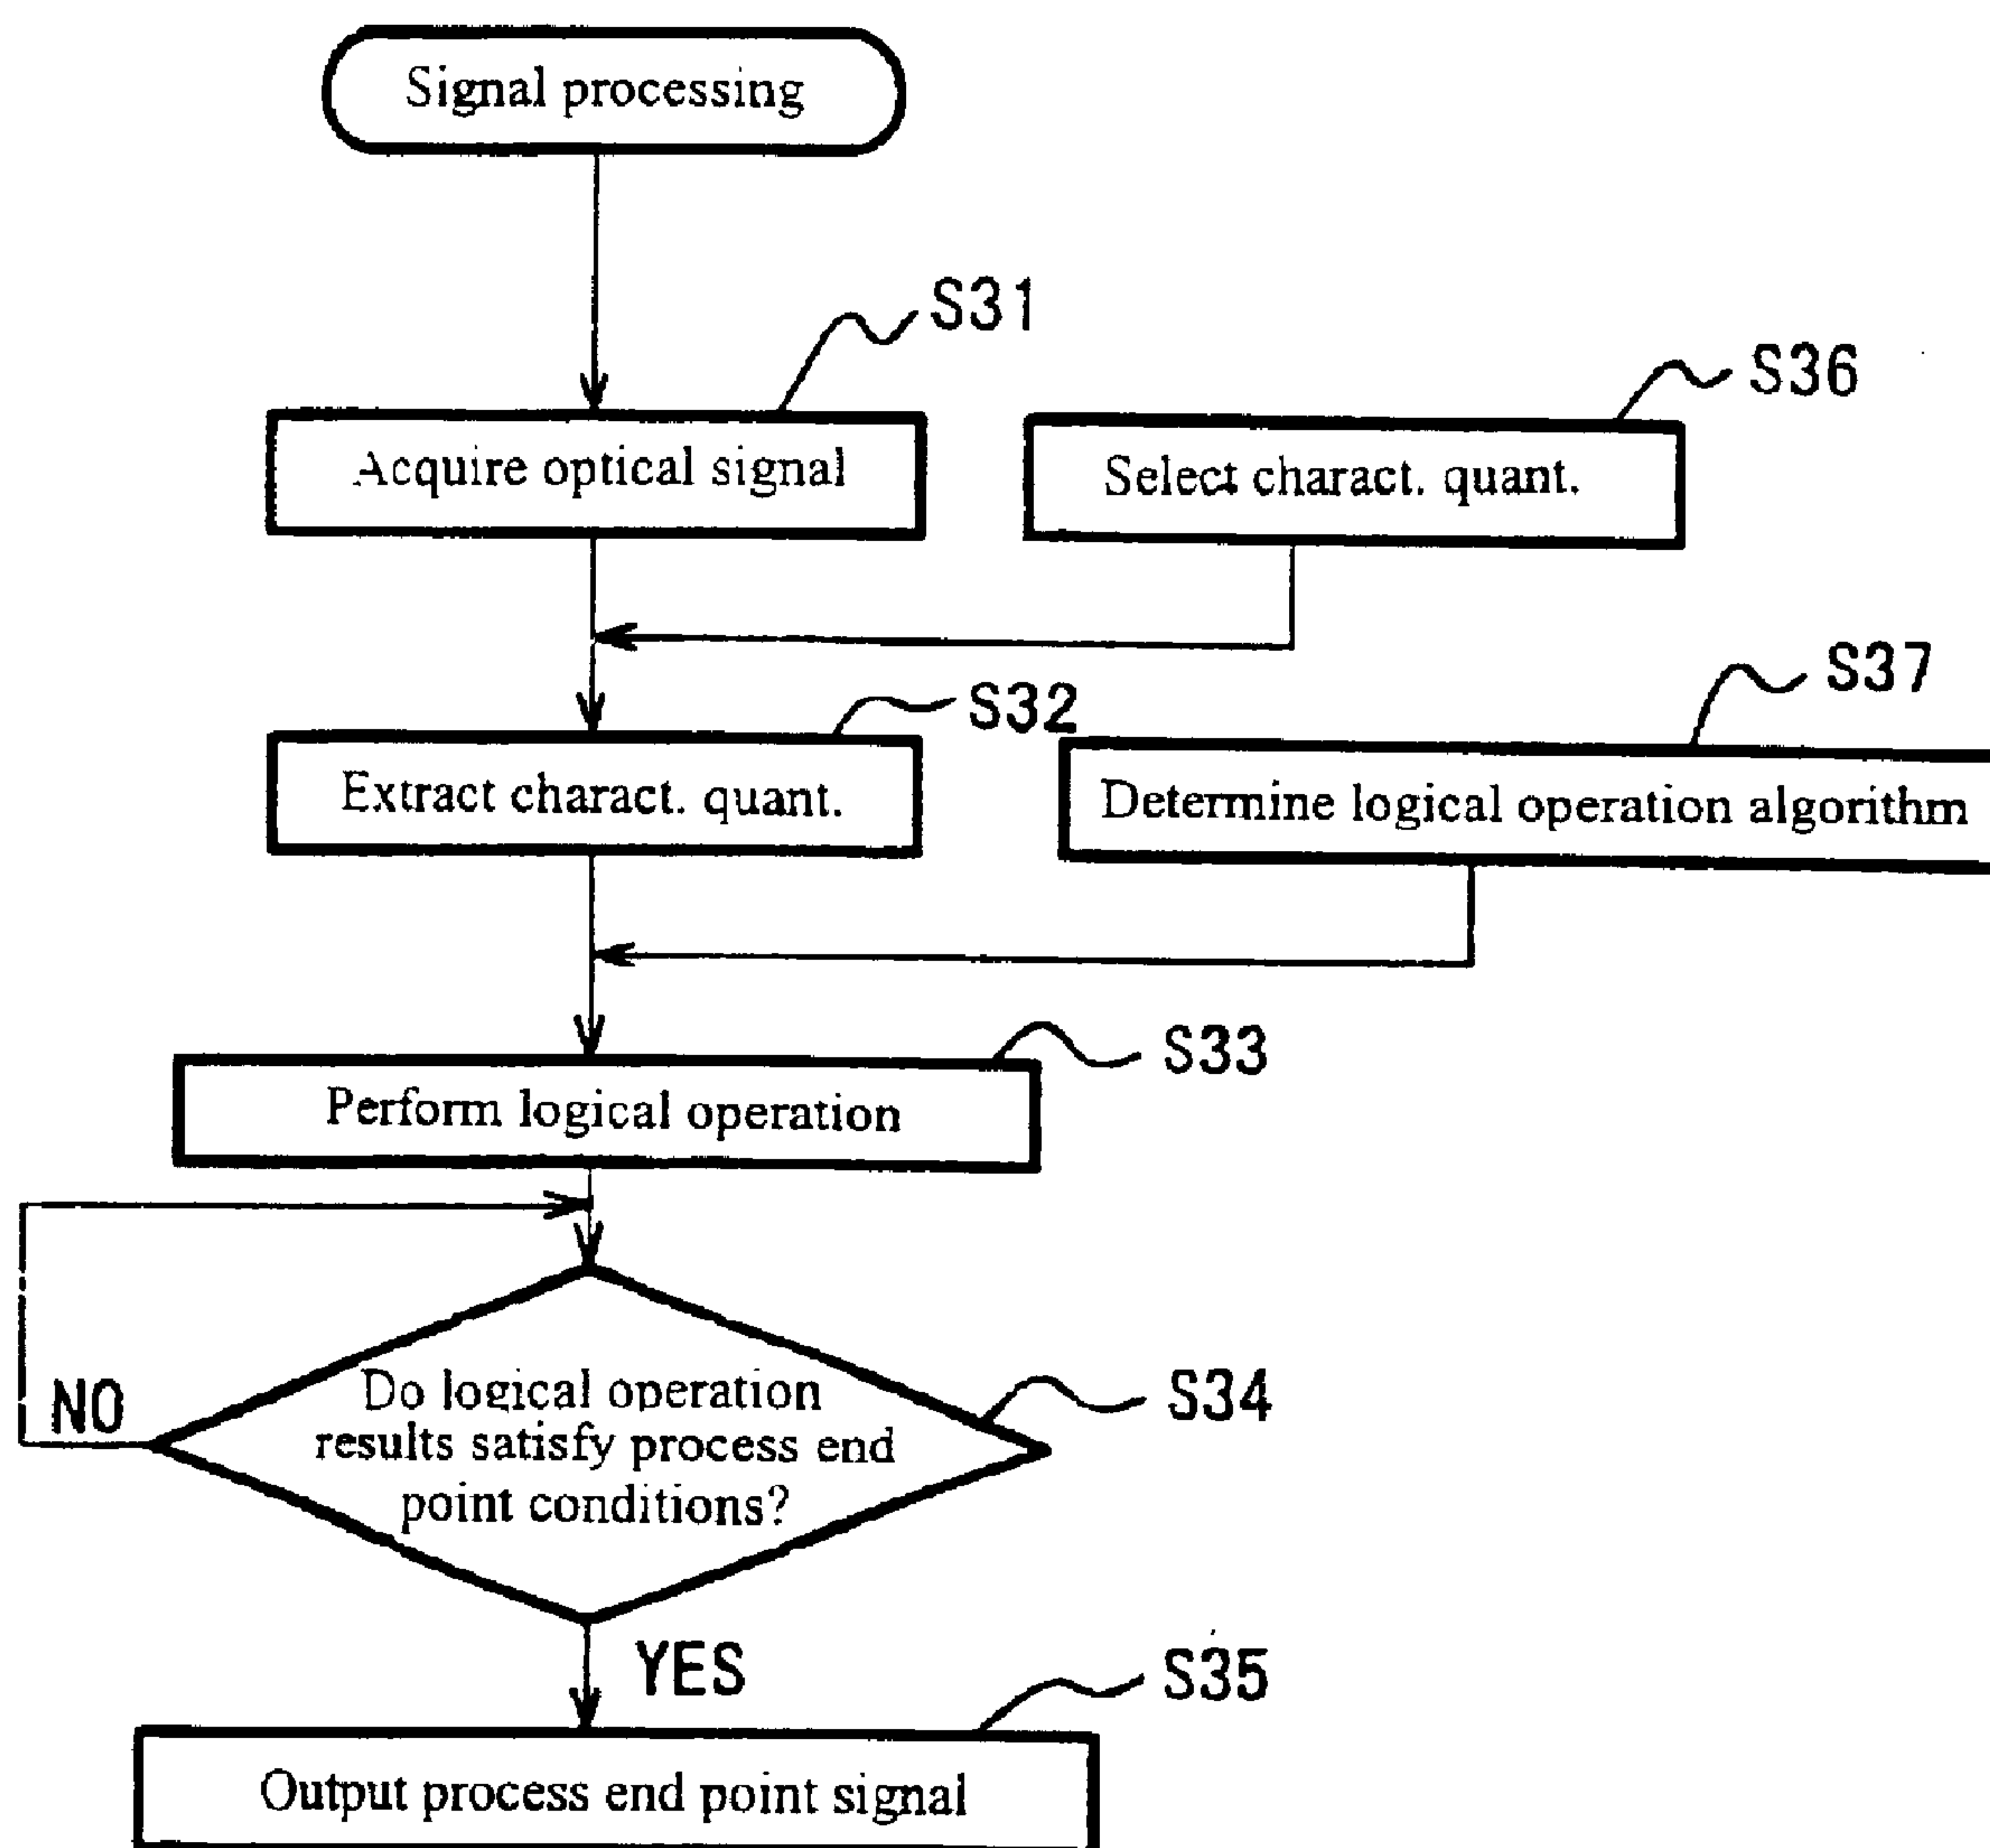 Signal processing
S31
S36
Acquire optical signal
Select charact. quant.
S32
S37
Extract charact. quant.
Determine logical operation algorithm
S33
Perform logical operation
NO
Do logical operation
results satisfy process end
point conditions?
S34
YES
S35
Output process end point signal